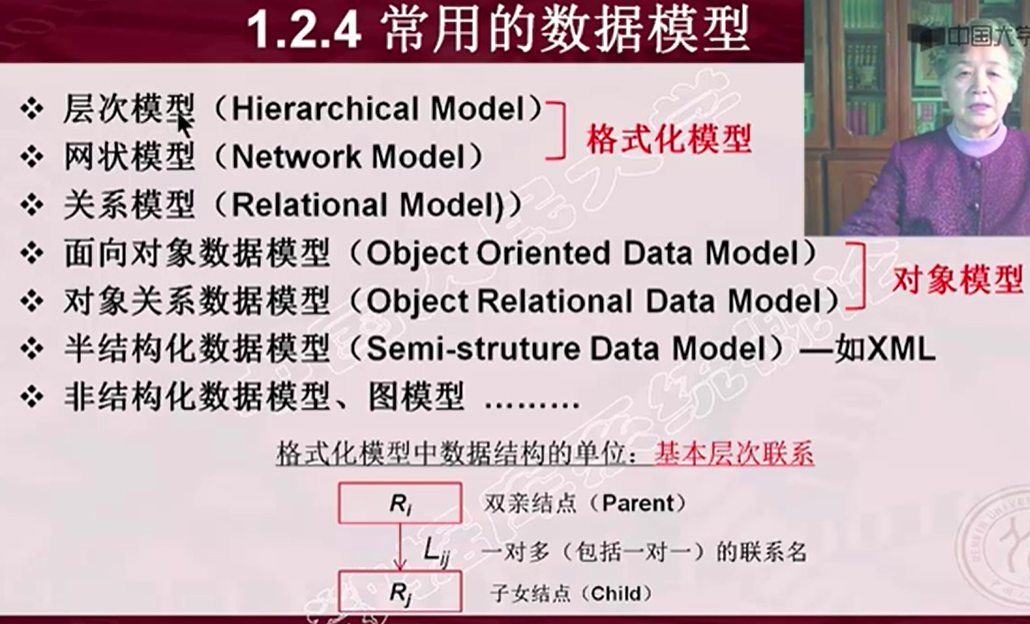 1.2.4 常用的数据模型
中国大学
❖ 层次模型（Hierarchical Model）
❖ 网状模型（Network Model）
格式化模型
❖ 关系模型（Relational Model)）
❖ 面向对象数据模型（Object Oriented Data Model）
❖ 对象关系数据模型（Object Relational Data Model）
对象模型
❖ 半结构化数据模型（Semi-struture Data Model）—如XML
❖ 非结构化数据模型、图模型 ………
格式化模型中数据结构的单位：基本层次联系
Ri 双亲结点（Parent）
Lij 一对多（包括一对一）的联系名
Rj 子女结点（Child）